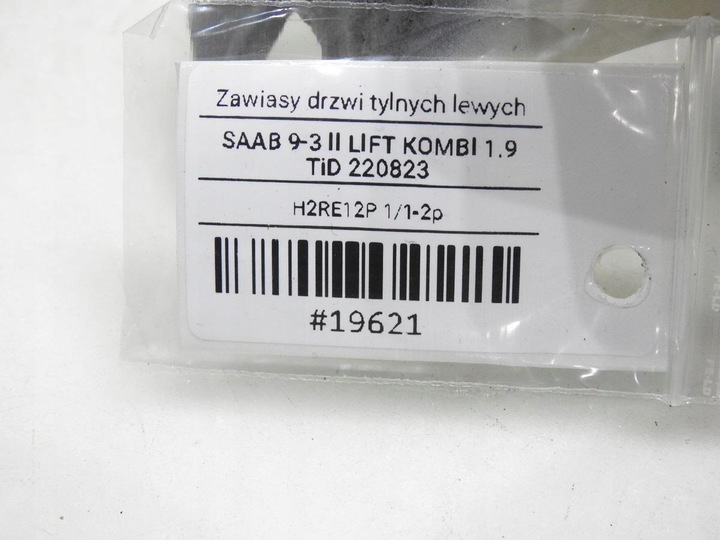 Zawiasy drzwi tylnych lewych
SAAB 9-3 II LIFT KOMBI 1.9
TiD 220823
H2RE12P 1/1-2p
#19621